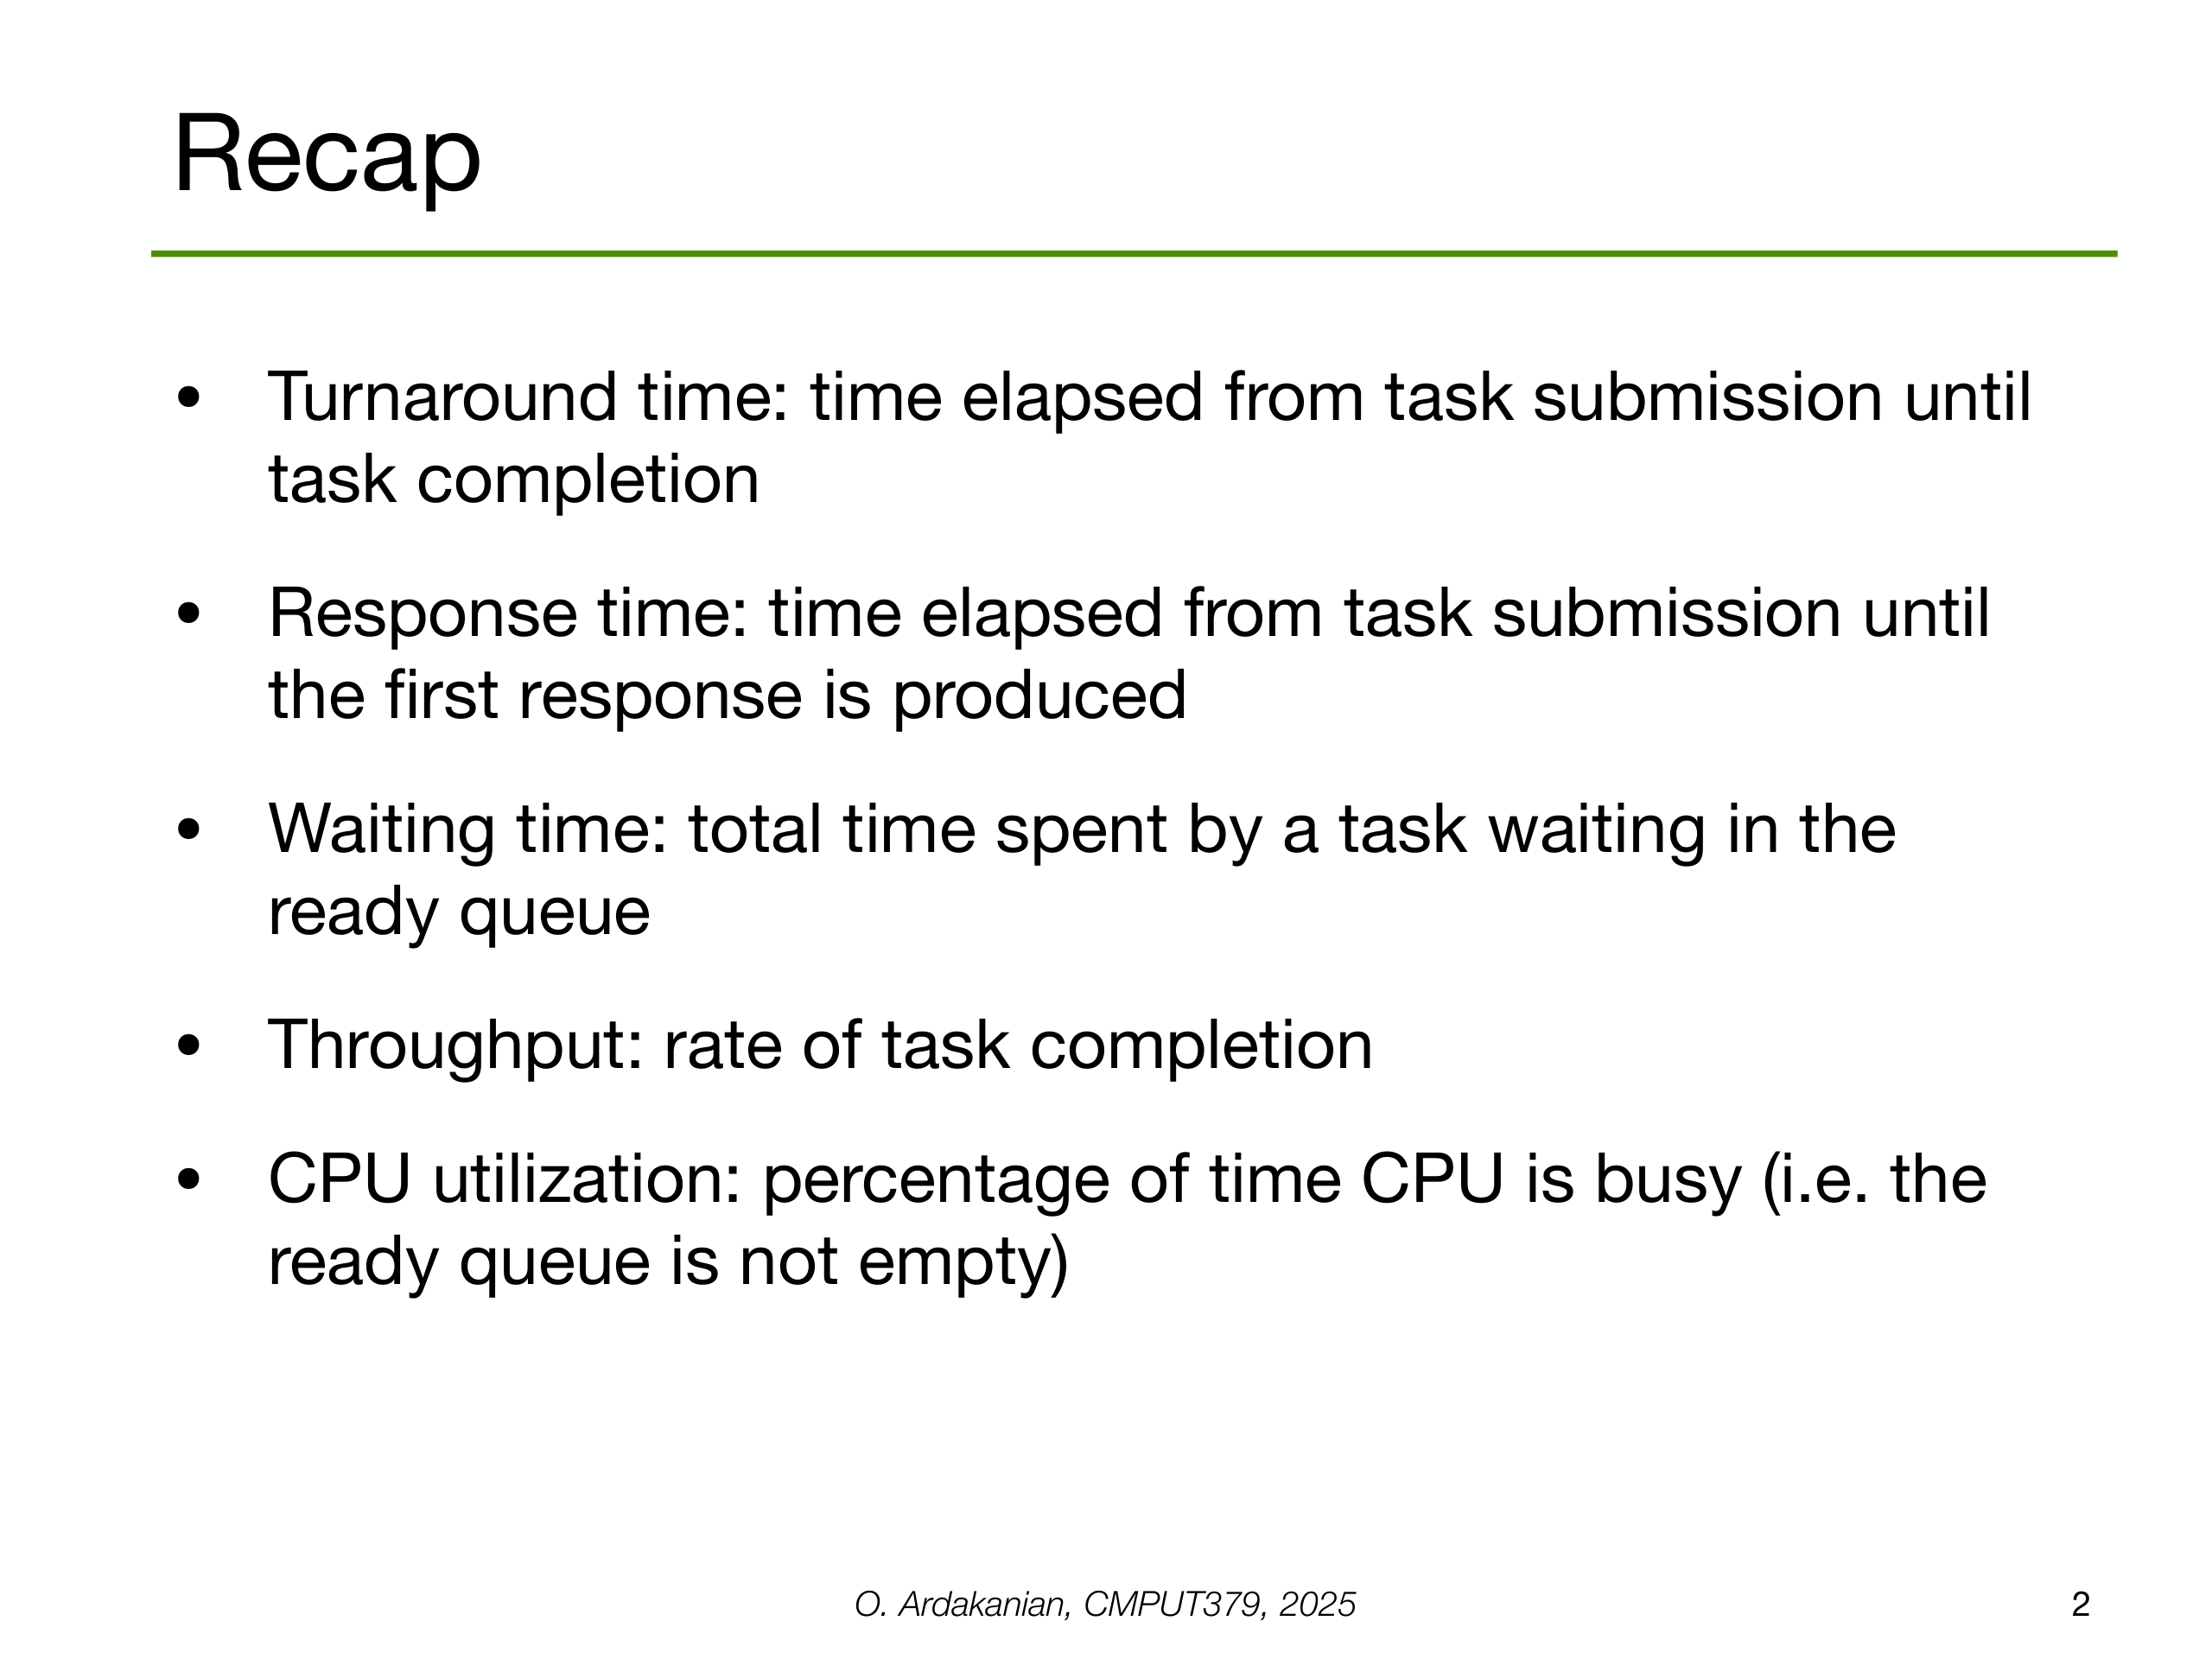 Recap
• Turnaround time: time elapsed from task submission until
task completion
• Response time: time elapsed from task submission until
the first response is produced
• Waiting time: total time spent by a task waiting in the
ready queue
• Throughput: rate of task completion
• CPU utilization: percentage of time CPU is busy (i.e. the
ready queue is not empty)
O. Ardakanian, CMPUT379, 2025
2